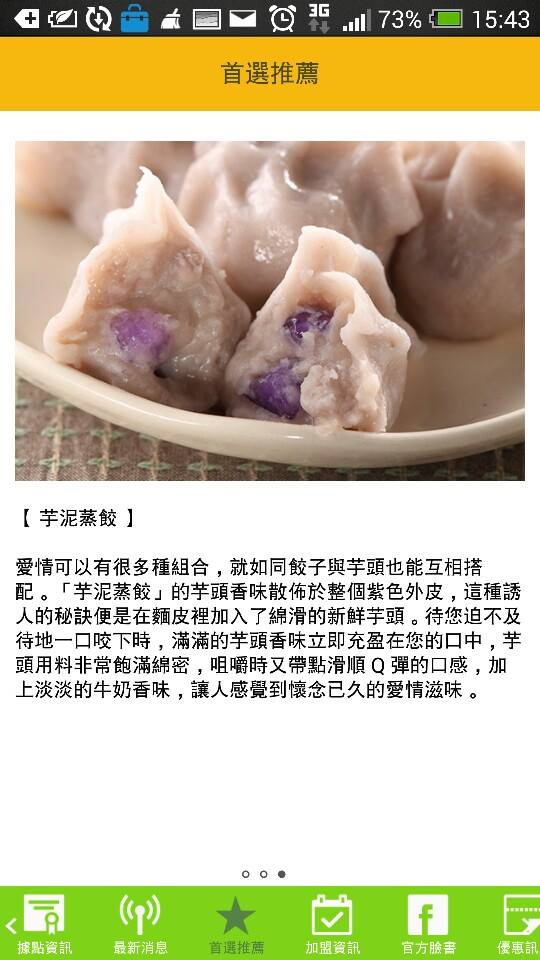 3G
73%
15:43
首選推薦
【 芋泥蒸餃 】
愛情可以有很多種組合，就如同餃子與芋頭也能互相搭
配。「芋泥蒸餃」的芋頭香味散佈於整個紫色外皮，這種誘
人的秘訣便是在麵皮裡加入了綿滑的新鮮芋頭。待您迫不及
待地一口咬下時，滿滿的芋頭香味立即充盈在您的口中，芋
頭用料非常飽滿綿密，咀嚼時又帶點滑順 Q 彈的口感，加
上淡淡的牛奶香味，讓人感覺到懷念已久的愛情滋味。
據點資訊
最新消息
首選推薦
加盟資訊
官方臉書
優惠訊